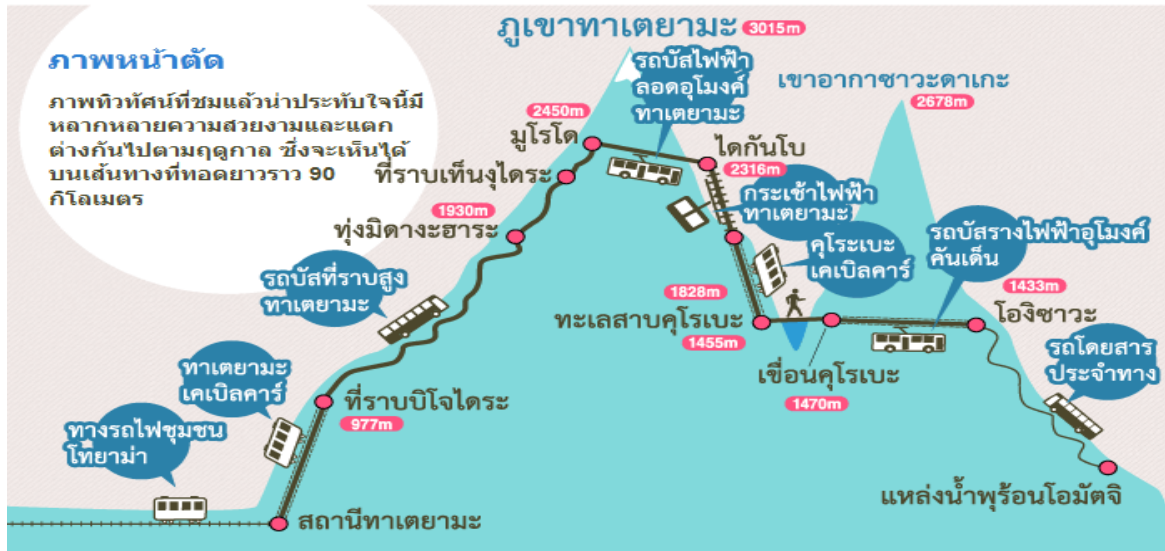 ภาพหน้าตัด
ภาพทิวทัศน์ที่ชมแล้วน่าประทับใจนี้มี
หลากหลายความสวยงามและแตก
ต่างกันไปตามฤดูกาล ซึ่งจะเห็นได้
บนเส้นทางที่ทอดยาวราว 90
กิโลเมตร
ภูเขาทาเตยามะ 3015m
รถบัสไฟฟ้า
ลอดอุโมงค์
ทาเตยามะ
เขาอากาซาวะดาเกะ
2678m
2450m
มูโรโด
ไดกันโบ
2316m
ที่ราบเท็นงุไดระ
กระเช้าไฟฟ้า
ทาเตยามะ
1930m
ทุ่งมิดางะฮาระ
คุโระเบะ
เคเบิลคาร์
รถบัสรางไฟฟ้าอุโมงค์
คันเด็น
รถบัสที่ราบสูง
ทาเตยามะ
1828m
1433m
ทะเลสาบคุโรเบะ
1455m
โองิซาวะ
ทาเตยามะ
เคเบิลคาร์
เขื่อนคุโรเบะ
1470m
รถโดยสาร
ประจำทาง
ที่ราบบิโจไดระ
977m
ทางรถไฟชุมชน
โทยาม่า
แหล่งน้ำพุร้อนโอมัตจิ
สถานีทาเตยามะ